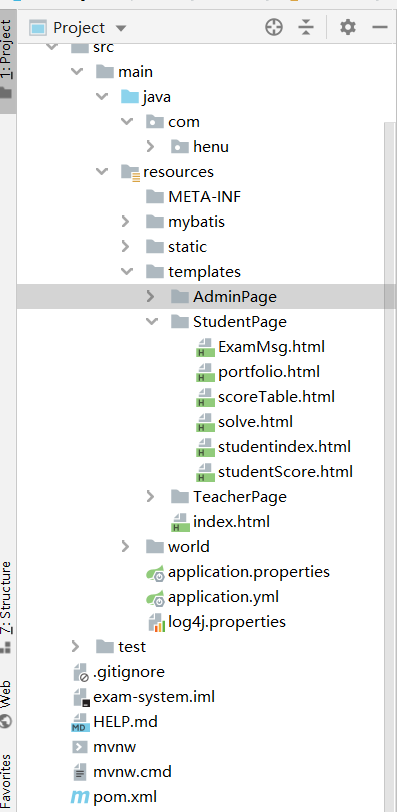 Project
src
main
java
com
henu
resources
META-INF
mybatis
static
templates
AdminPage
StudentPage
ExamMsg.html
portfolio.html
scoreTable.html
solve.html
studentindex.html
studentScore.html
TeacherPage
index.html
world
application.properties
application.yml
log4j.properties
test
.gitignore
exam-system.iml
HELP.md
mvnw
mvnw.cmd
pom.xml
1: Project
7: Structure
Web
Favorites